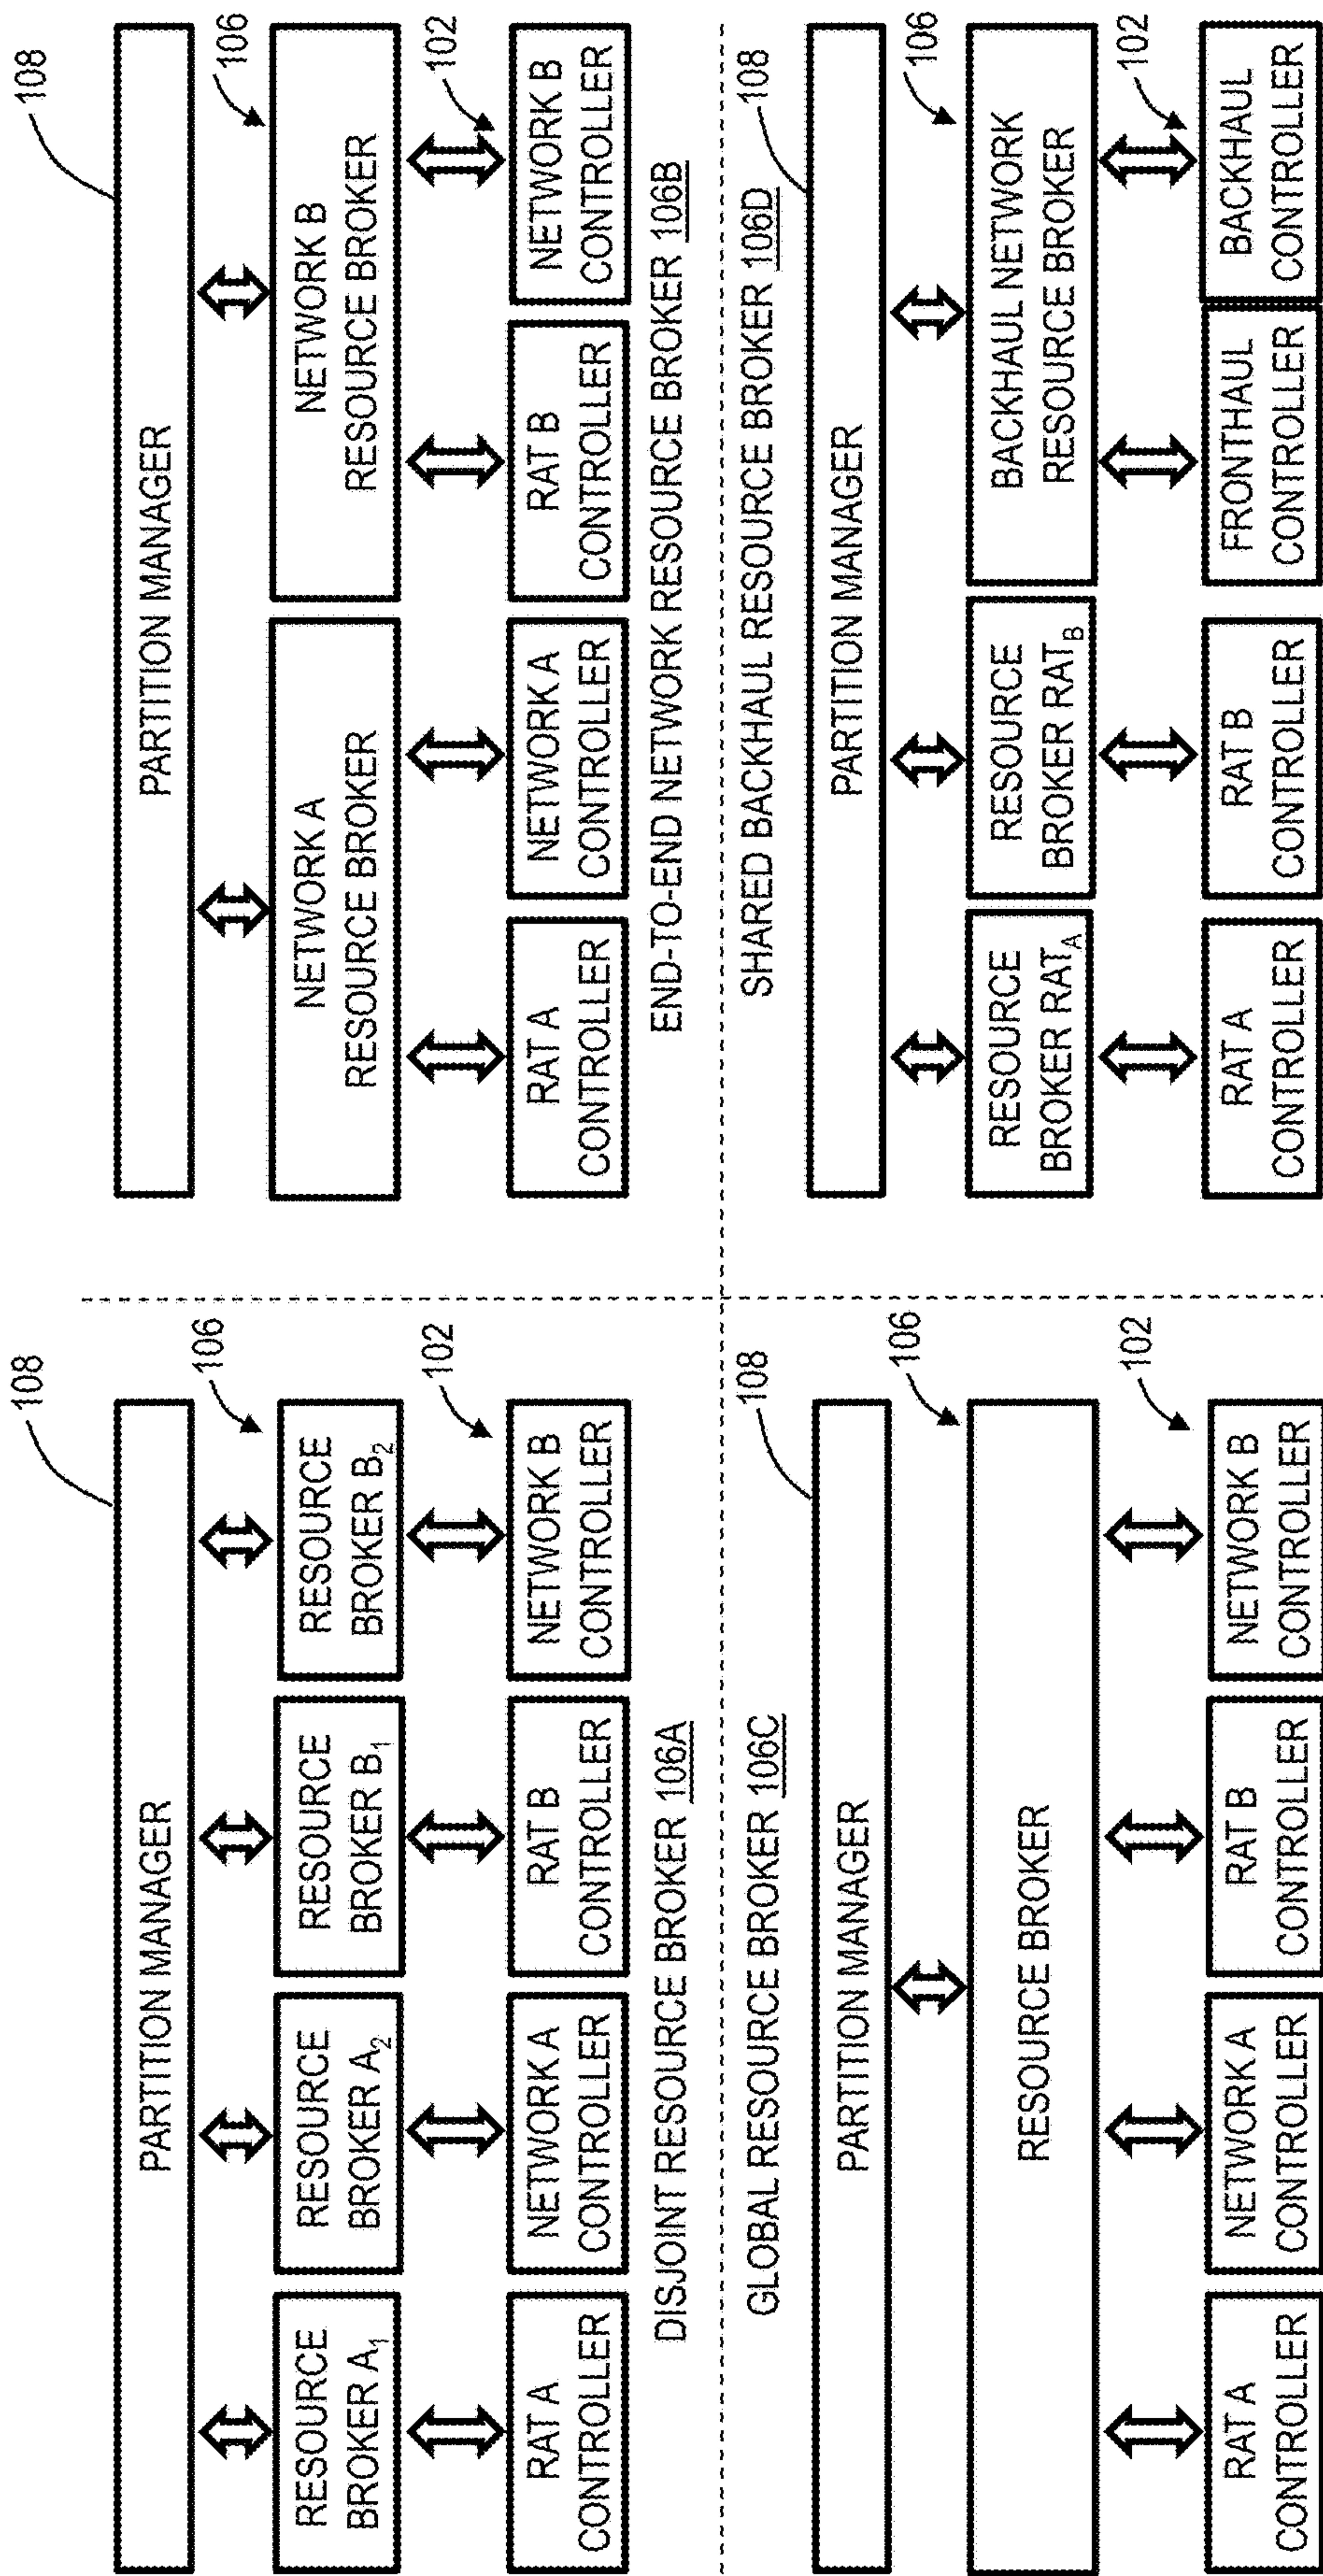 108
PARTITION MANAGER
106
RESOURCE
BROKER A₁
RESOURCE
BROKER A₂
RESOURCE
BROKER B₁
RESOURCE
BROKER B₂
102
RAT A
CONTROLLER
NETWORK A
CONTROLLER
RAT B
CONTROLLER
NETWORK B
CONTROLLER
DISJOINT RESOURCE BROKER 106A
108
PARTITION MANAGER
106
NETWORK A
RESOURCE BROKER
NETWORK B
RESOURCE BROKER
102
RAT A
CONTROLLER
NETWORK A
CONTROLLER
RAT B
CONTROLLER
NETWORK B
CONTROLLER
END-TO-END NETWORK RESOURCE BROKER 106B
GLOBAL RESOURCE BROKER 106C
108
PARTITION MANAGER
106
RESOURCE BROKER
102
RAT A
CONTROLLER
NETWORK A
CONTROLLER
RAT B
CONTROLLER
NETWORK B
CONTROLLER
SHARED BACKHAUL RESOURCE BROKER 106D
108
PARTITION MANAGER
106
RESOURCE
BROKER RAT_A
RESOURCE
BROKER RAT_B
BACKHAUL NETWORK
RESOURCE BROKER
102
RAT A
CONTROLLER
RAT B
CONTROLLER
FRONTHAUL
CONTROLLER
BACKHAUL
CONTROLLER